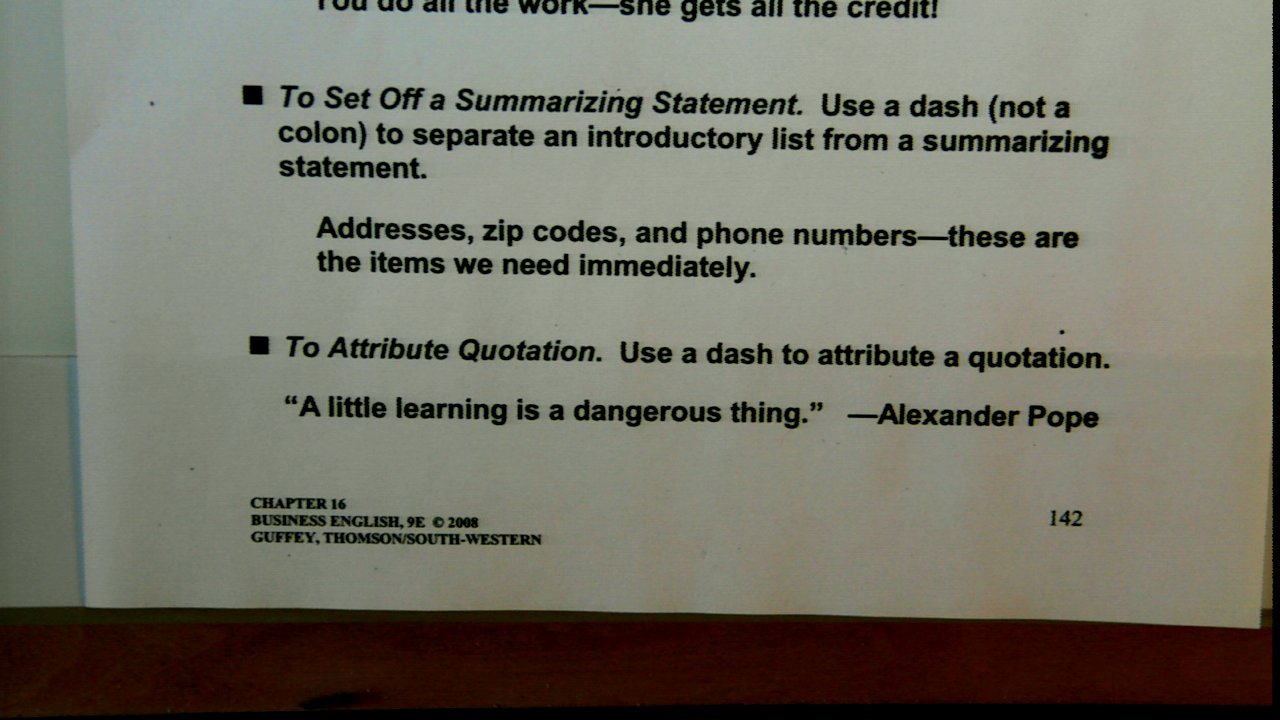 You do all the work—she gets all the credit!
■ To Set Off a Summarizing Statement. Use a dash (not a
colon) to separate an introductory list from a summarizing
statement.
Addresses, zip codes, and phone numbers—these are
the items we need immediately.
■ To Attribute Quotation. Use a dash to attribute a quotation.
“A little learning is a dangerous thing.” —Alexander Pope
CHAPTER 16
BUSINESS ENGLISH, 9E © 2008
GUFFEY, THOMSON/SOUTH-WESTERN
142